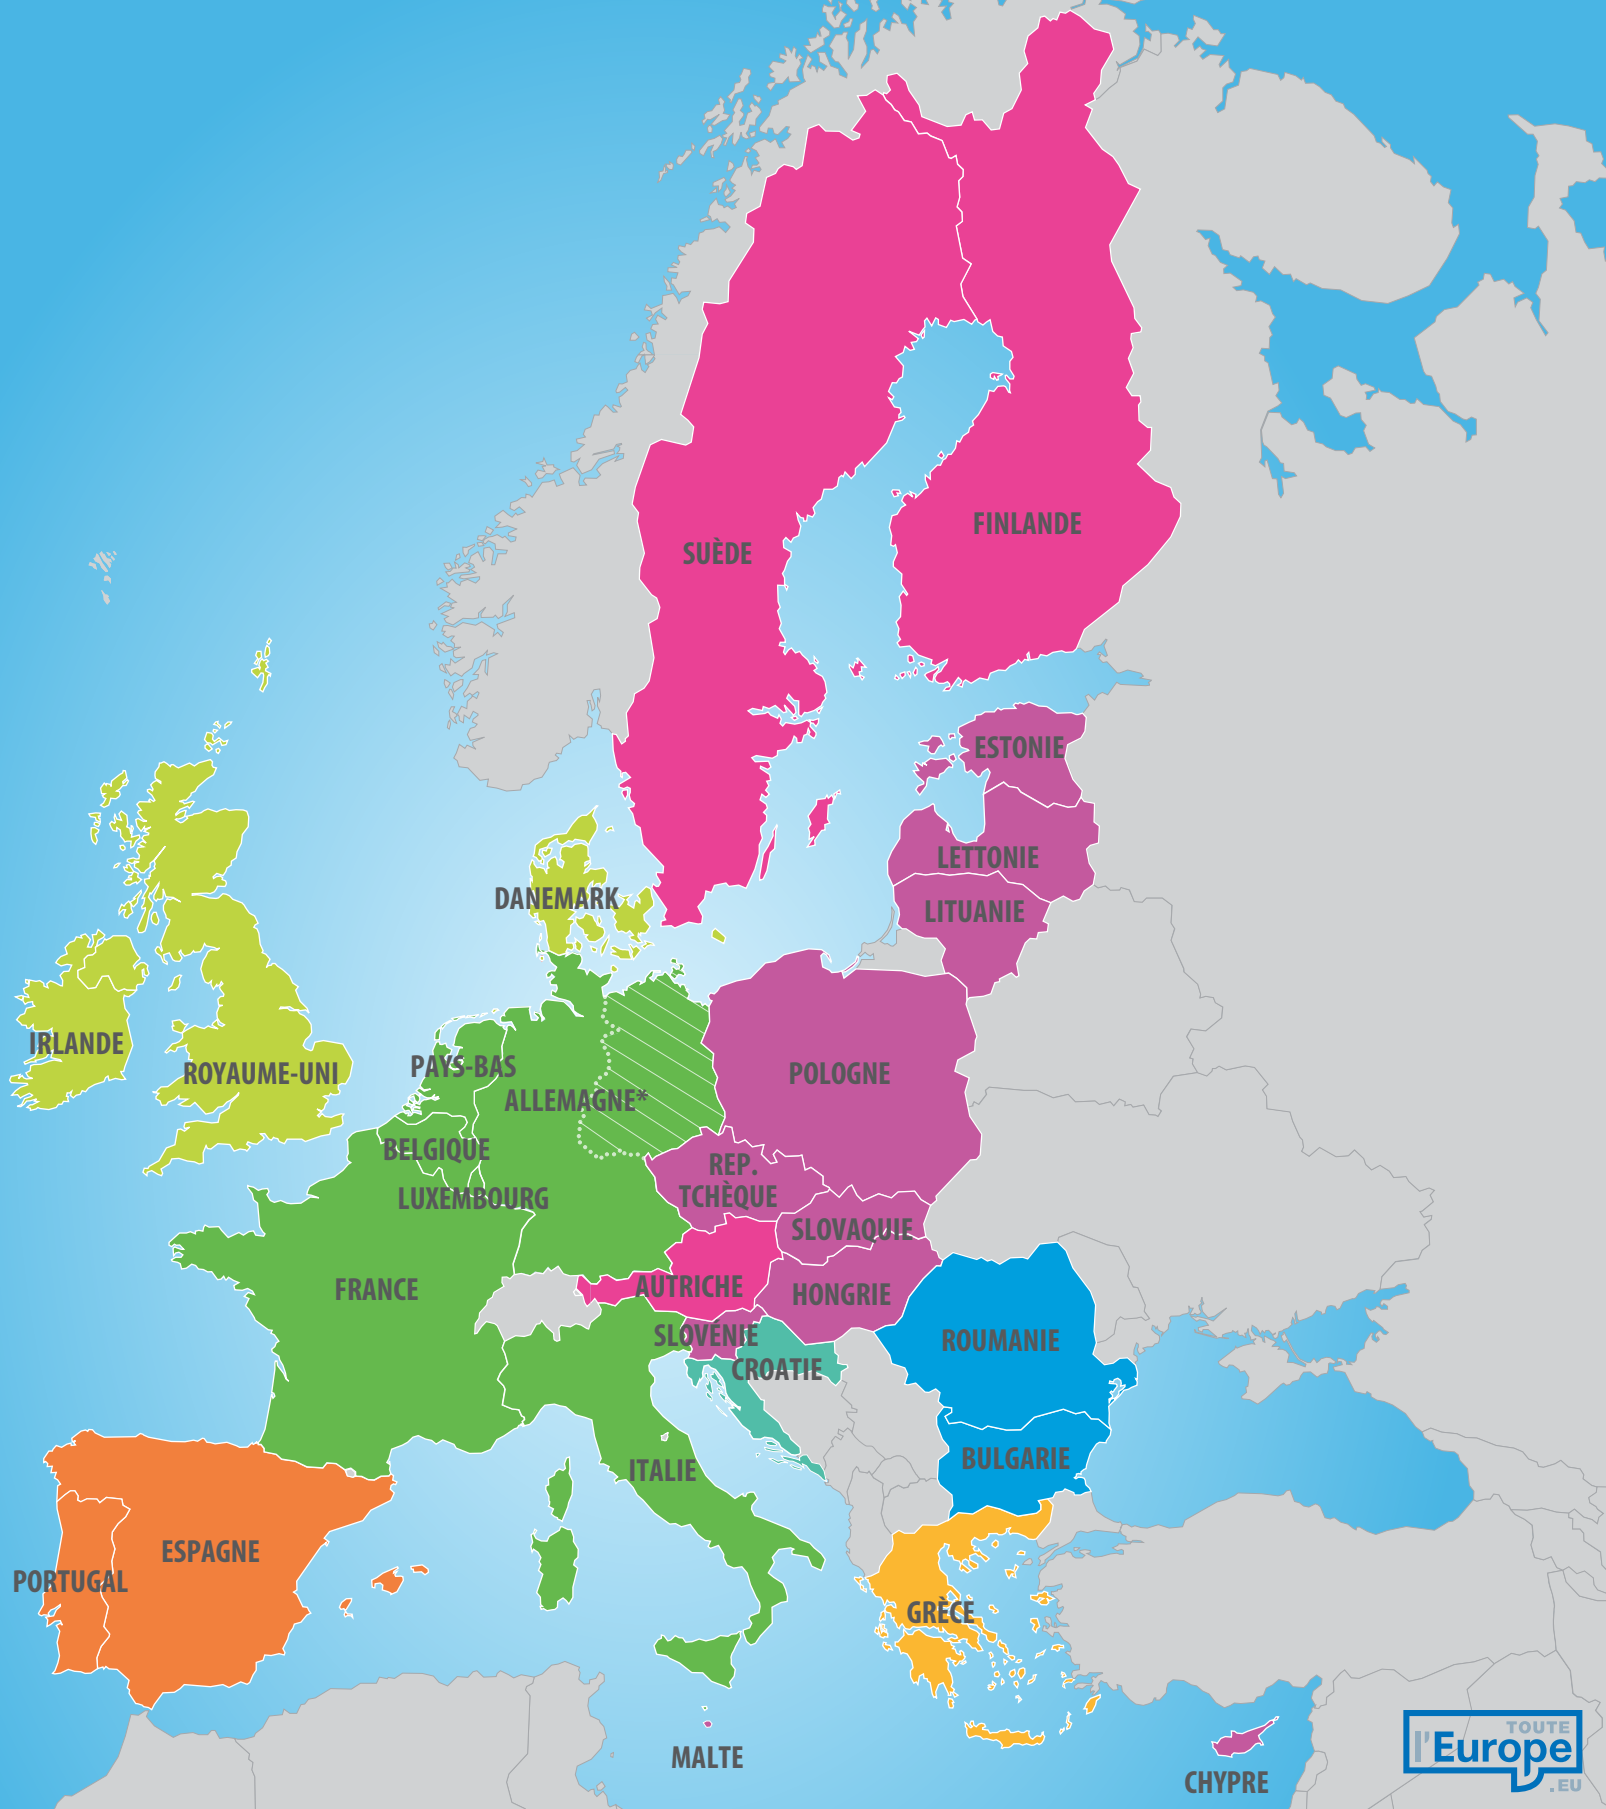 FINLANDE
SUÈDE
ESTONIE
LETTONIE
DANEMARK
LITUANIE
IRLANDE
ROYAUME-UNI
PAYS-BAS
POLOGNE
ALLEMAGNE*
BELGIQUE
REP.
TCHÈQUE
LUXEMBOURG
SLOVAQUIE
FRANCE
AUTRICHE
HONGRIE
SLOVÉNIE
ROUMANIE
CROATIE
ITALIE
BULGARIE
ESPAGNE
PORTUGAL
GRÈCE
MALTE
CHYPRE
TOUTE
l'Europe
.EU